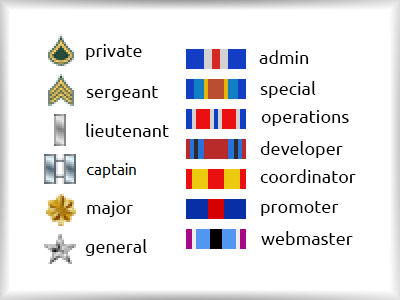 private
sergeant
lieutenant
captain
major
general
admin
special
operations
developer
coordinator
promoter
webmaster